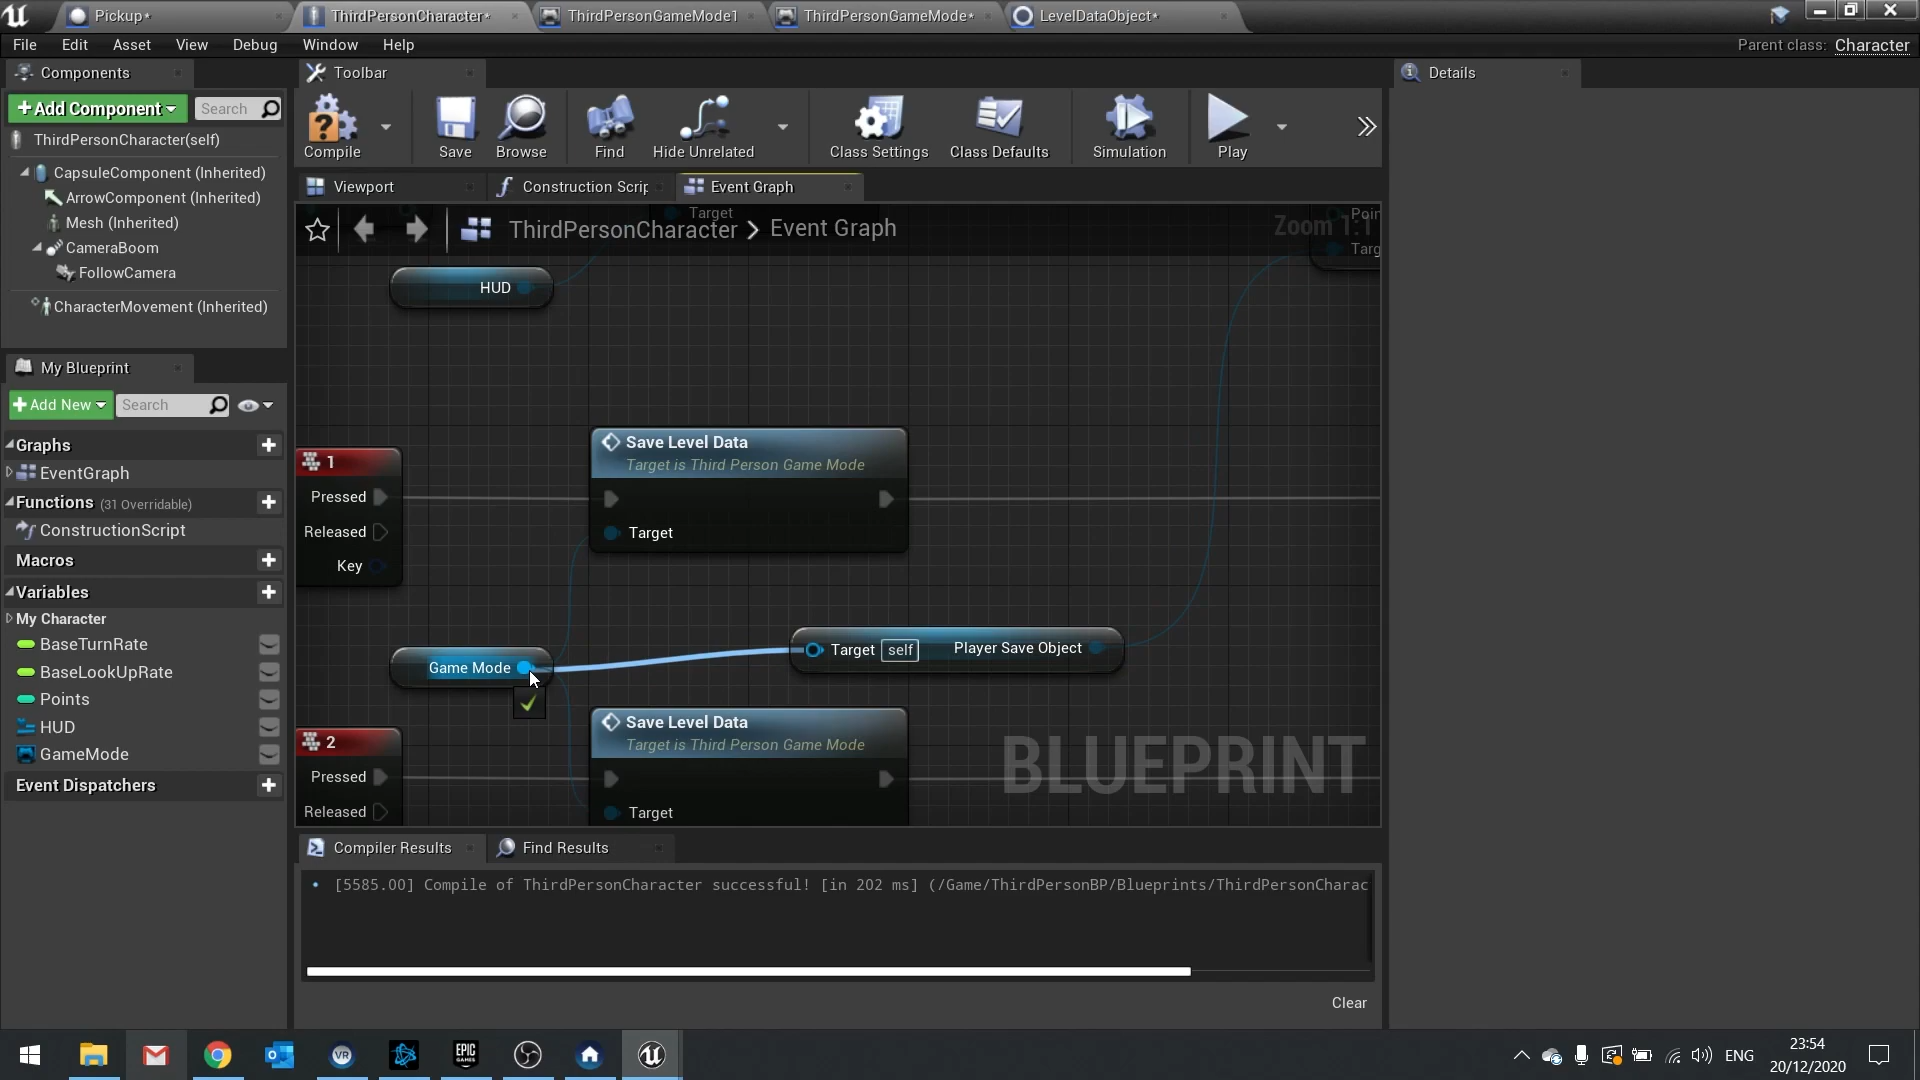 Pickup*
ThirdPersonCharacter*
ThirdPersonGameMode1
ThirdPersonGameMode*
LevelDataObject*
File Edit Asset View Debug Window Help
Parent class: Character
Components
Toolbar
Details
+Add Component
Search
ThirdPersonCharacter(self)
CapsuleComponent (Inherited)
ArrowComponent (Inherited)
Mesh (Inherited)
CameraBoom
FollowCamera
CharacterMovement (Inherited)
Compile
Save
Browse
Find
Hide Unrelated
Class Settings
Class Defaults
Simulation
Play
Viewport
Construction Scrip
Event Graph
ThirdPersonCharacter > Event Graph
Zoom 1:1
Target
Poin
Targ
HUD
My Blueprint
+Add New
Search
Graphs
EventGraph
Functions (31 Overridable)
ConstructionScript
Macros
Variables
My Character
BaseTurnRate
BaseLookUpRate
Points
HUD
GameMode
Event Dispatchers
1
Pressed
Released
Key
Save Level Data
Target is Third Person Game Mode
Target
Game Mode
Target self Player Save Object
2
Pressed
Released
Save Level Data
Target is Third Person Game Mode
Target
BLUEPRINT
Compiler Results
Find Results
[5585.00] Compile of ThirdPersonCharacter successful! [in 202 ms] (/Game/ThirdPersonBP/Blueprints/ThirdPersonCharac
Clear
VR
EPIC
GAMES
ENG
23:54
20/12/2020